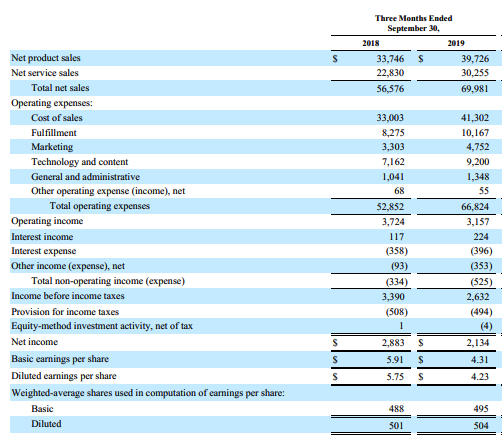 Three Months Ended
September 30,
2018 2019
Net product sales $ 33,746 $ 39,726
Net service sales 22,830 30,255
Total net sales 56,576 69,981
Operating expenses:
Cost of sales 33,003 41,302
Fulfillment 8,275 10,167
Marketing 3,303 4,752
Technology and content 7,162 9,200
General and administrative 1,041 1,348
Other operating expense (income), net 68 55
Total operating expenses 52,852 66,824
Operating income 3,724 3,157
Interest income 117 224
Interest expense (358) (396)
Other income (expense), net (93) (353)
Total non-operating income (expense) (334) (525)
Income before income taxes 3,390 2,632
Provision for income taxes (508) (494)
Equity-method investment activity, net of tax 1 (4)
Net income $ 2,883 $ 2,134
Basic earnings per share $ 5.91 $ 4.31
Diluted earnings per share $ 5.75 $ 4.23
Weighted-average shares used in computation of earnings per share:
Basic 488 495
Diluted 501 504